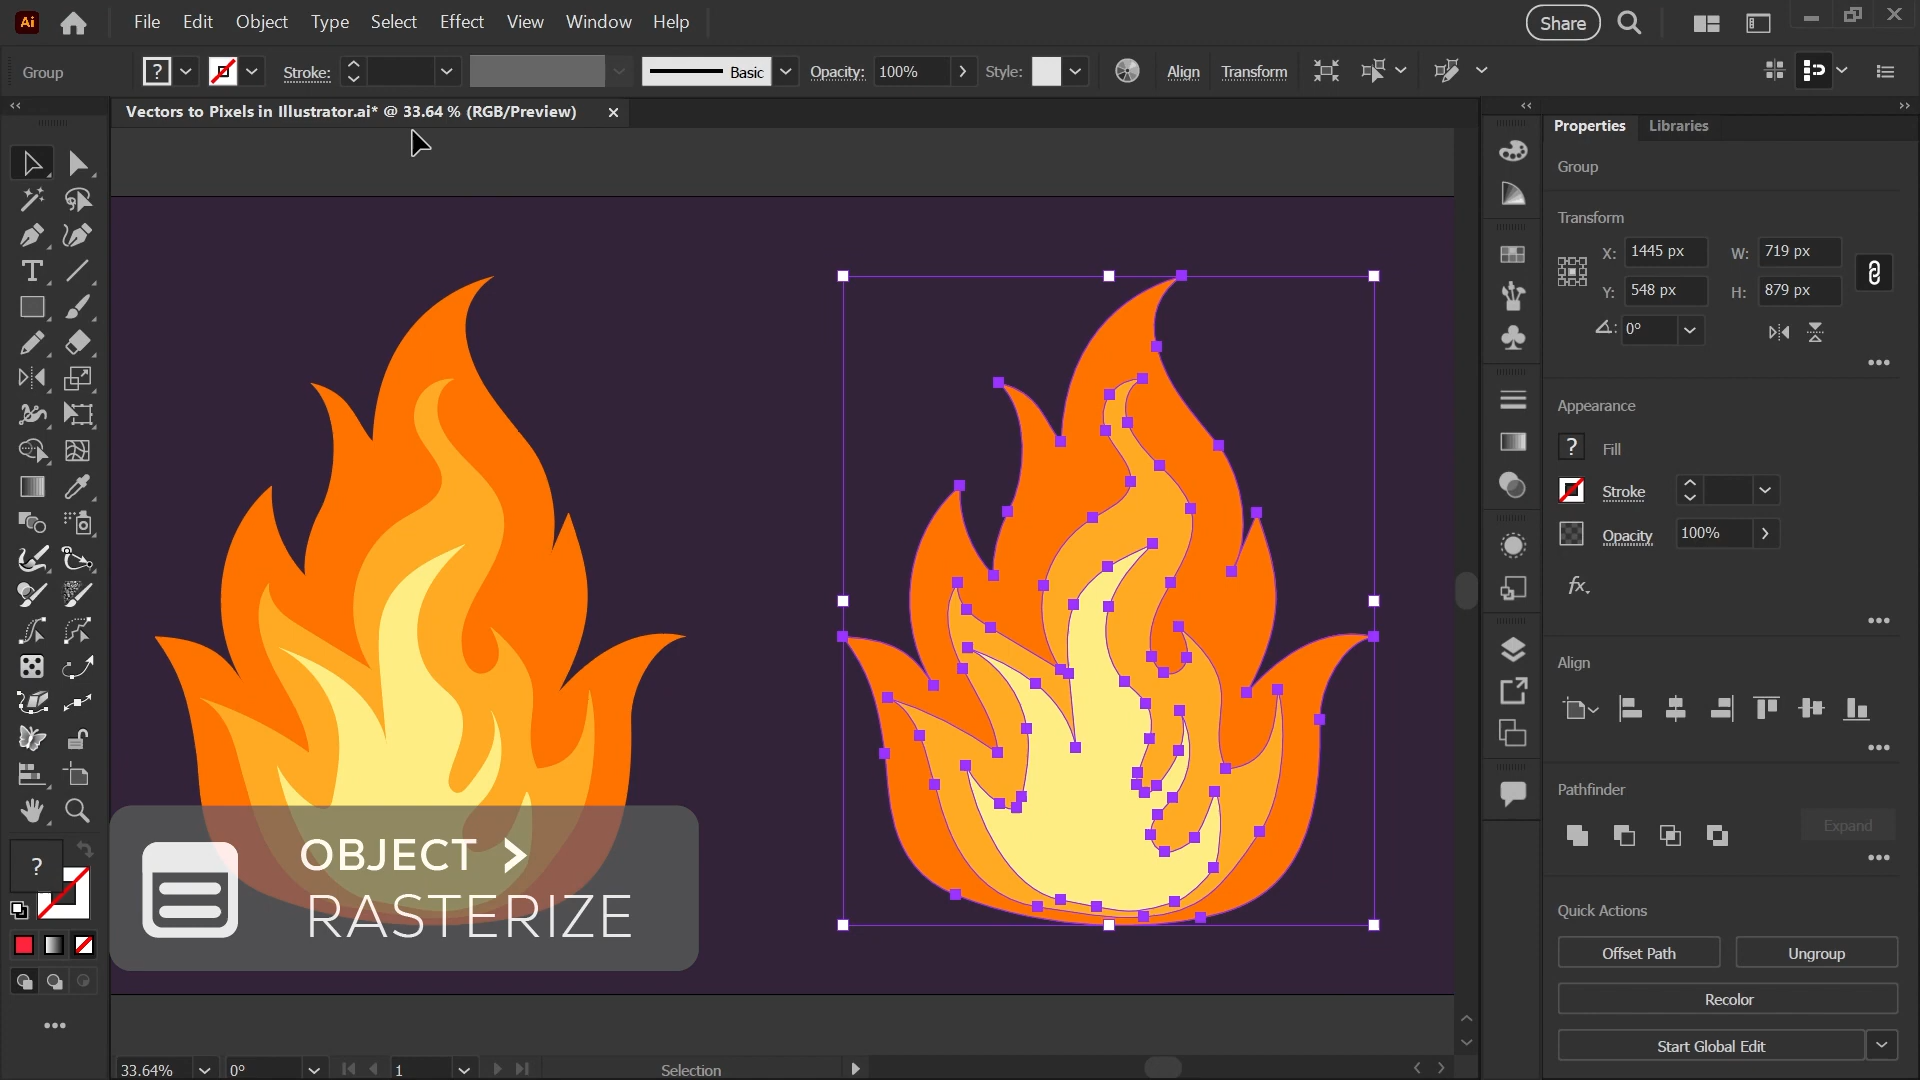 Ai File Edit Object Type Select Effect View Window Help Share
Group Stroke: Basic Opacity: 100% Style: Align Transform
Vectors to Pixels in Illustrator.ai* @ 33.64 % (RGB/Preview)
Properties Libraries
Group
Transform
X: 1445 px W: 719 px
Y: 548 px H: 879 px
0°
Appearance
? Fill
Stroke
Opacity 100%
fx.
Align
Pathfinder
Expand
Quick Actions
Offset Path Ungroup
Recolor
Start Global Edit
OBJECT >
RASTERIZE
33.64% 0° 1 Selection